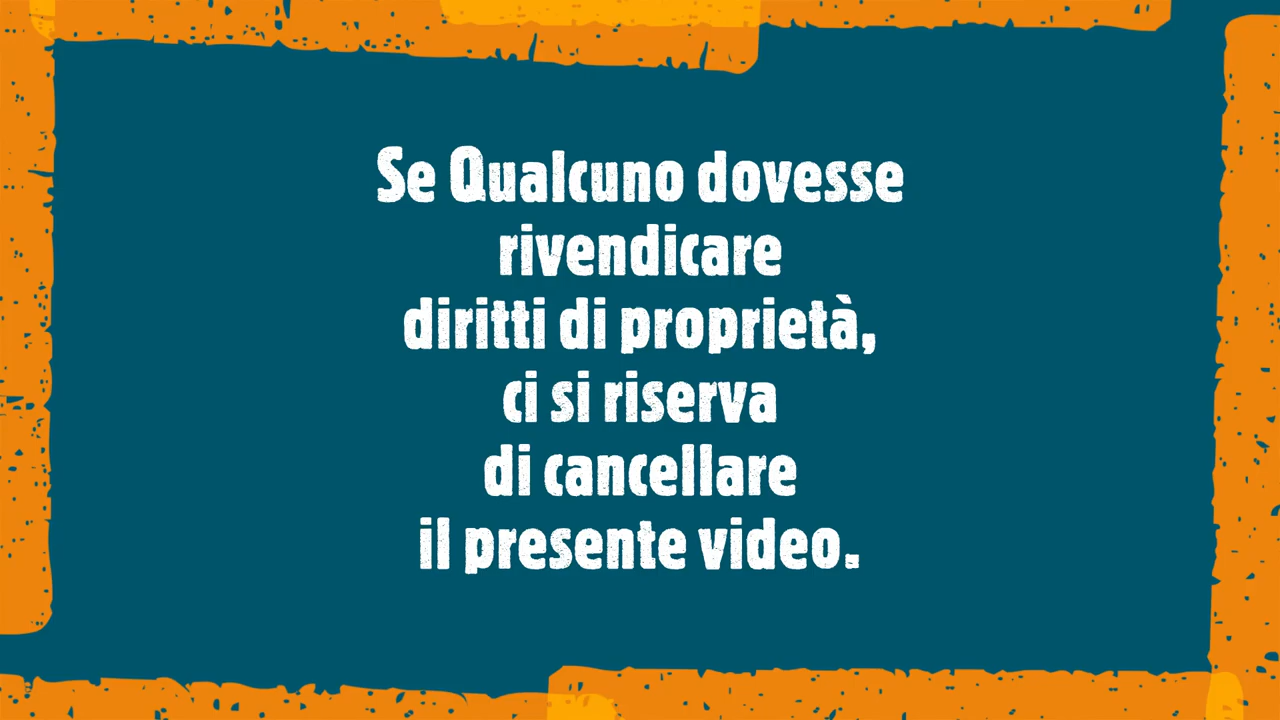 Se Qualcuno dovesse
rivendicare
diritti di proprietà,
ci si riserva
di cancellare
il presente video.